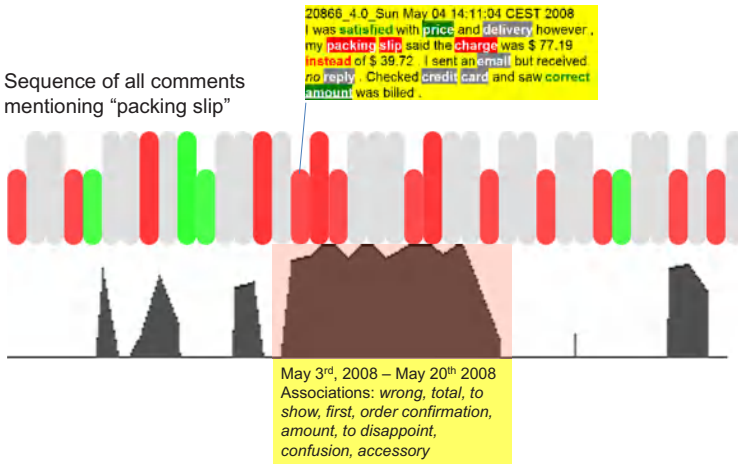 20866_4.0_Sun May 04 14:11:04 CEST 2008
I was satisfied with price and delivery however ,
my packing slip said the charge was $ 77.19
instead of $ 39.72 . I sent an email but received
no reply . Checked credit card and saw correct
amount was billed .
Sequence of all comments
mentioning “packing slip”
May 3rd, 2008 – May 20th 2008
Associations: wrong, total, to
show, first, order confirmation,
amount, to disappoint,
confusion, accessory